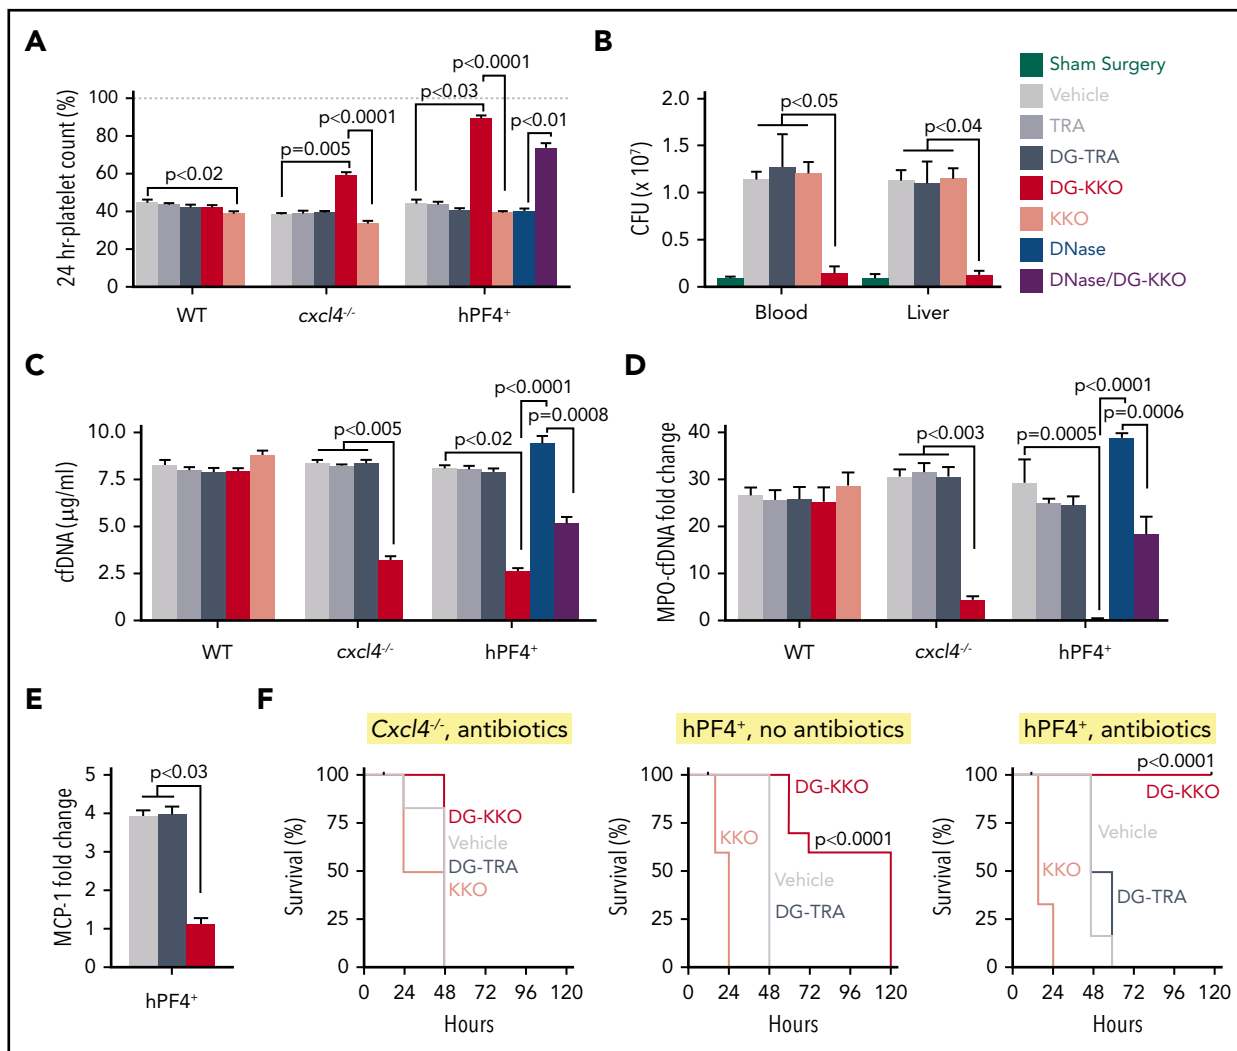 A
24 hr-platelet count (%)
100
80
60
40
20
0
p<0.02
p=0.005
p<0.0001
p<0.03
p<0.0001
p<0.01
WT
cxcl4-/-
hPF4+
B
CFU (x 10⁷)
2.0
1.5
1.0
0.5
0
p<0.05
p<0.04
Blood
Liver
Sham Surgery
Vehicle
TRA
DG-TRA
DG-KKO
KKO
DNase
DNase/DG-KKO
C
cfDNA (µg/ml)
10.0
7.5
5.0
2.5
0
p<0.005
p<0.02
p<0.0001
p=0.0008
WT
cxcl4-/-
hPF4+
D
MPO-cfDNA fold change
40
30
20
10
0
p<0.003
p=0.0005
p<0.0001
p=0.0006
WT
cxcl4-/-
hPF4+
E
MCP-1 fold change
5
4
3
2
1
0
p<0.03
hPF4+
F
Cxcl4-/-, antibiotics
Survival (%)
100
75
50
25
0
DG-KKO
Vehicle
DG-TRA
KKO
0 24 48 72 96 120
Hours
hPF4+, no antibiotics
Survival (%)
100
75
50
25
0
DG-KKO
KKO
p<0.0001
Vehicle
DG-TRA
0 24 48 72 96 120
Hours
hPF4+, antibiotics
Survival (%)
100
75
50
25
0
p<0.0001
DG-KKO
Vehicle
KKO
DG-TRA
0 24 48 72 96 120
Hours